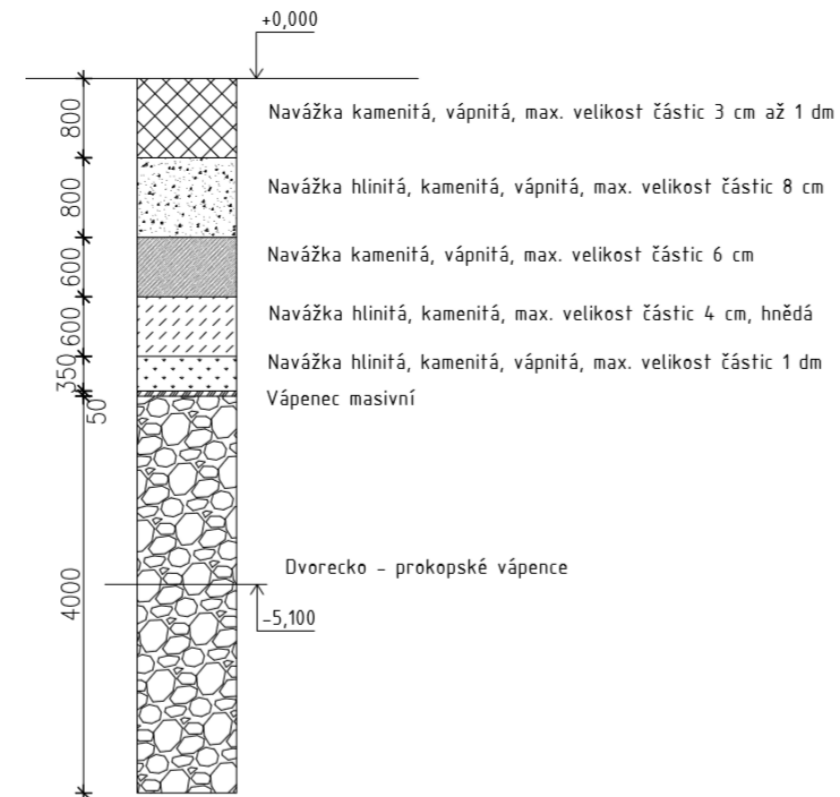 +0,000
800
Navážka kamenitá, vápnitá, max. velikost částic 3 cm až 1 dm
800
Navážka hlinitá, kamenitá, vápnitá, max. velikost částic 8 cm
600
Navážka kamenitá, vápnitá, max. velikost částic 6 cm
600
Navážka hlinitá, kamenitá, max. velikost částic 4 cm, hnědá
350
Navážka hlinitá, kamenitá, vápnitá, max. velikost částic 1 dm
50
Vápenec masivní
4000
Dvorecko - prokopské vápence
-5,100